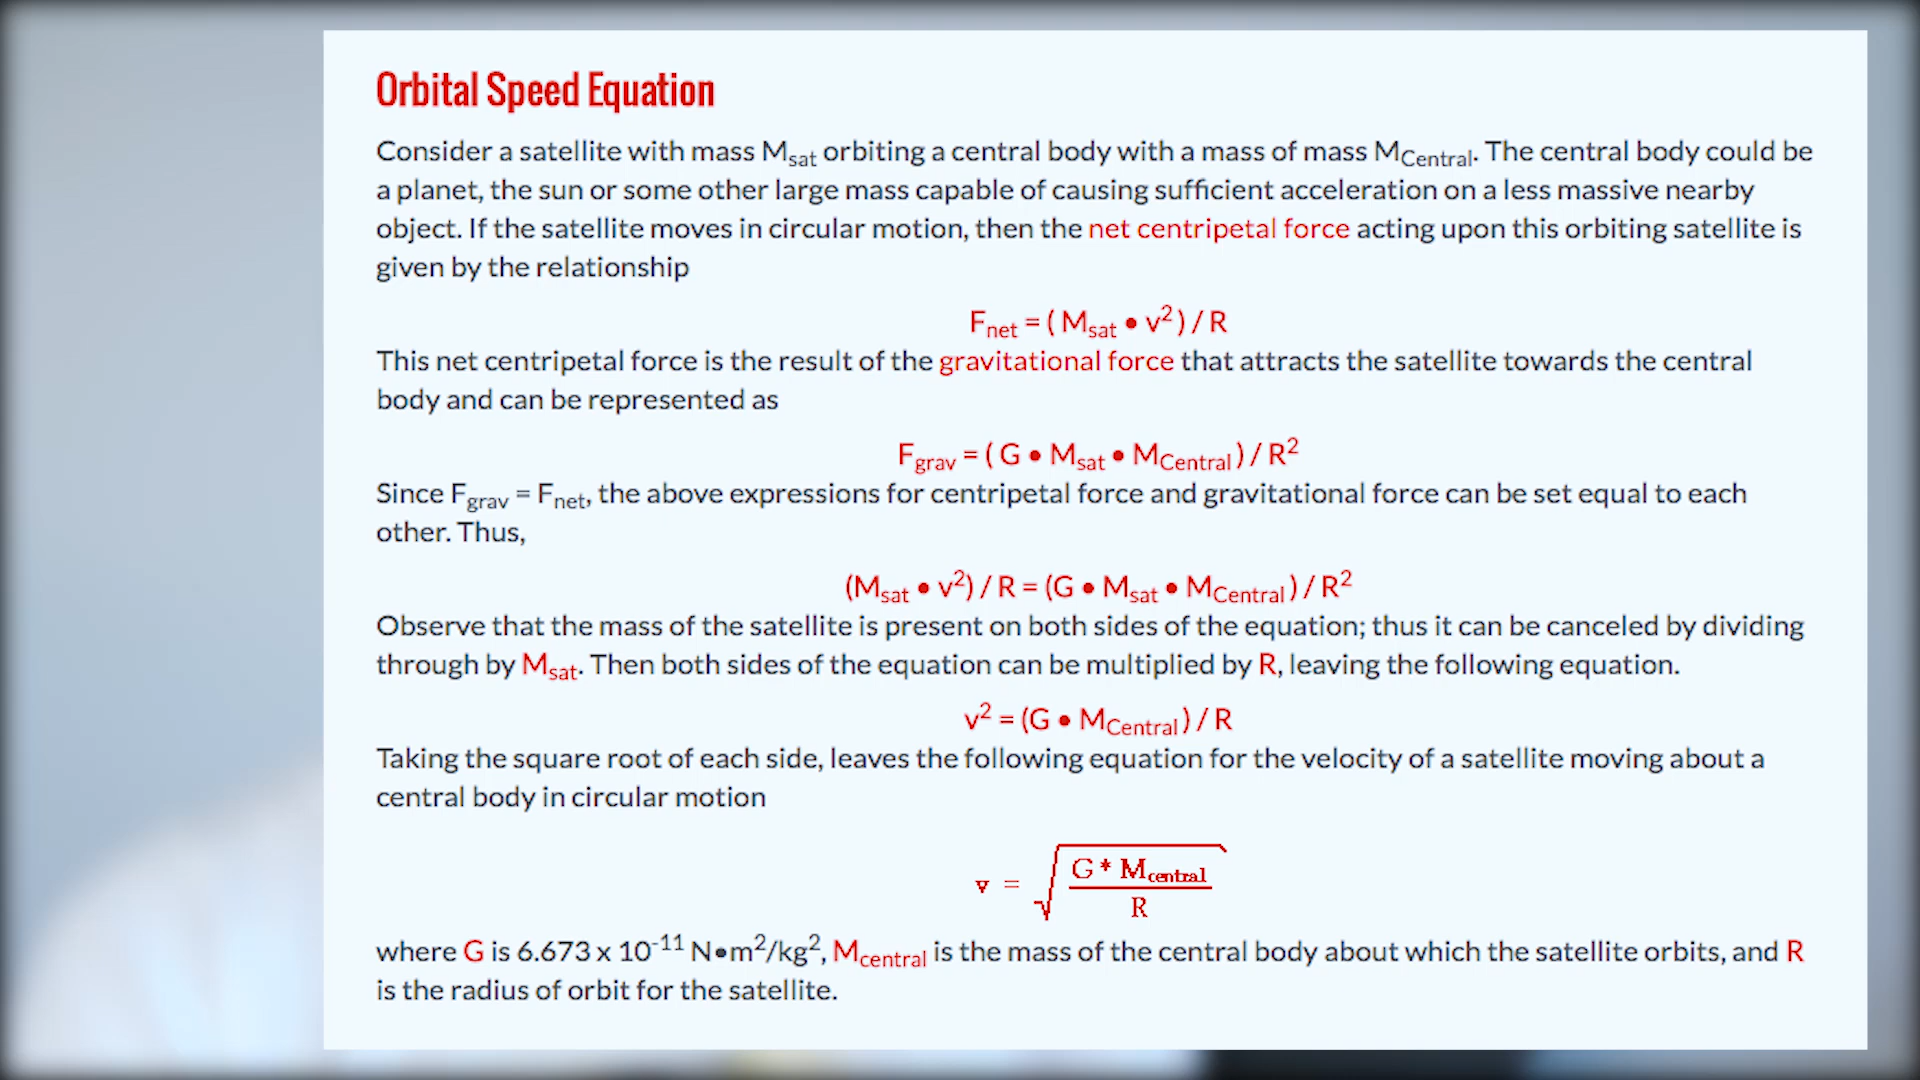 Orbital Speed Equation
Consider a satellite with mass Msat orbiting a central body with a mass of mass MCentral. The central body could be
a planet, the sun or some other large mass capable of causing sufficient acceleration on a less massive nearby
object. If the satellite moves in circular motion, then the net centripetal force acting upon this orbiting satellite is
given by the relationship
Fnet = ( Msat • v² ) / R
This net centripetal force is the result of the gravitational force that attracts the satellite towards the central
body and can be represented as
Fgrav = ( G • Msat • MCentral ) / R²
Since Fgrav = Fnet, the above expressions for centripetal force and gravitational force can be set equal to each
other. Thus,
(Msat • v²) / R = (G • Msat • MCentral ) / R²
Observe that the mass of the satellite is present on both sides of the equation; thus it can be canceled by dividing
through by Msat. Then both sides of the equation can be multiplied by R, leaving the following equation.
v² = (G • MCentral ) / R
Taking the square root of each side, leaves the following equation for the velocity of a satellite moving about a
central body in circular motion
v = √ G * Mcentral
R
where G is 6.673 x 10⁻¹¹ N•m²/kg², Mcentral is the mass of the central body about which the satellite orbits, and R
is the radius of orbit for the satellite.